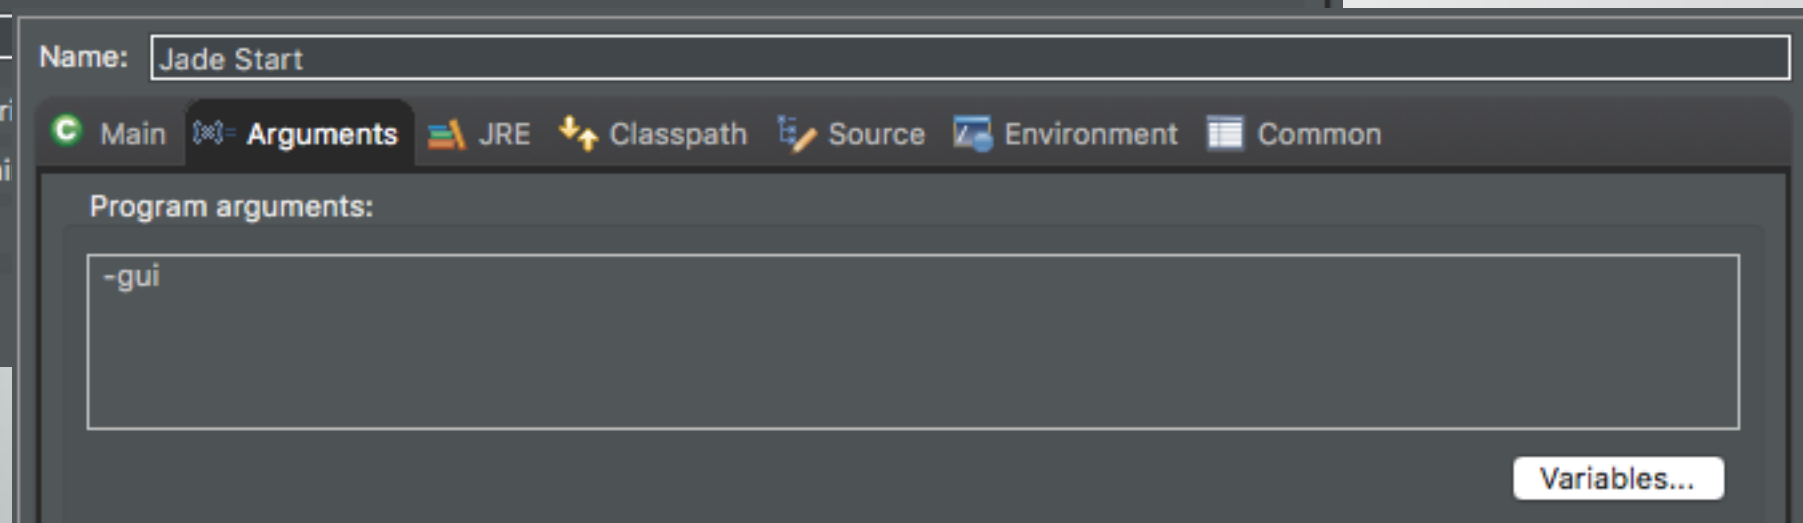 Name: Jade Start
Main Arguments JRE Classpath Source Environment Common
Program arguments:
-gui
Variables...